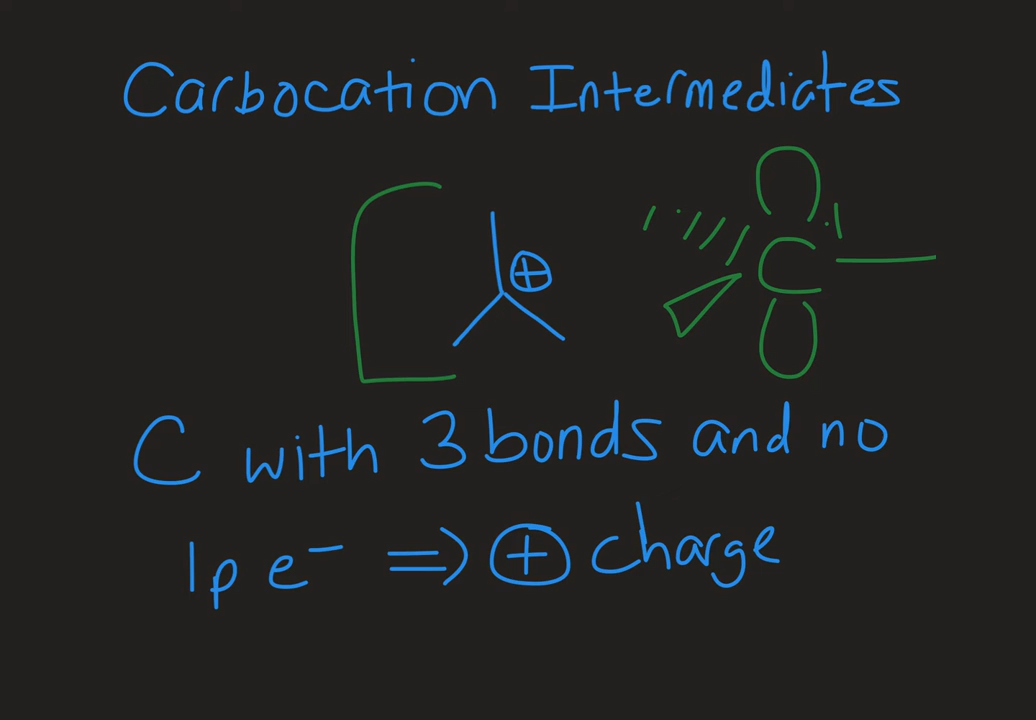 Carbocation Intermediates
⊕
C
C with 3 bonds and no
lp e⁻ ⇒ ⊕ charge